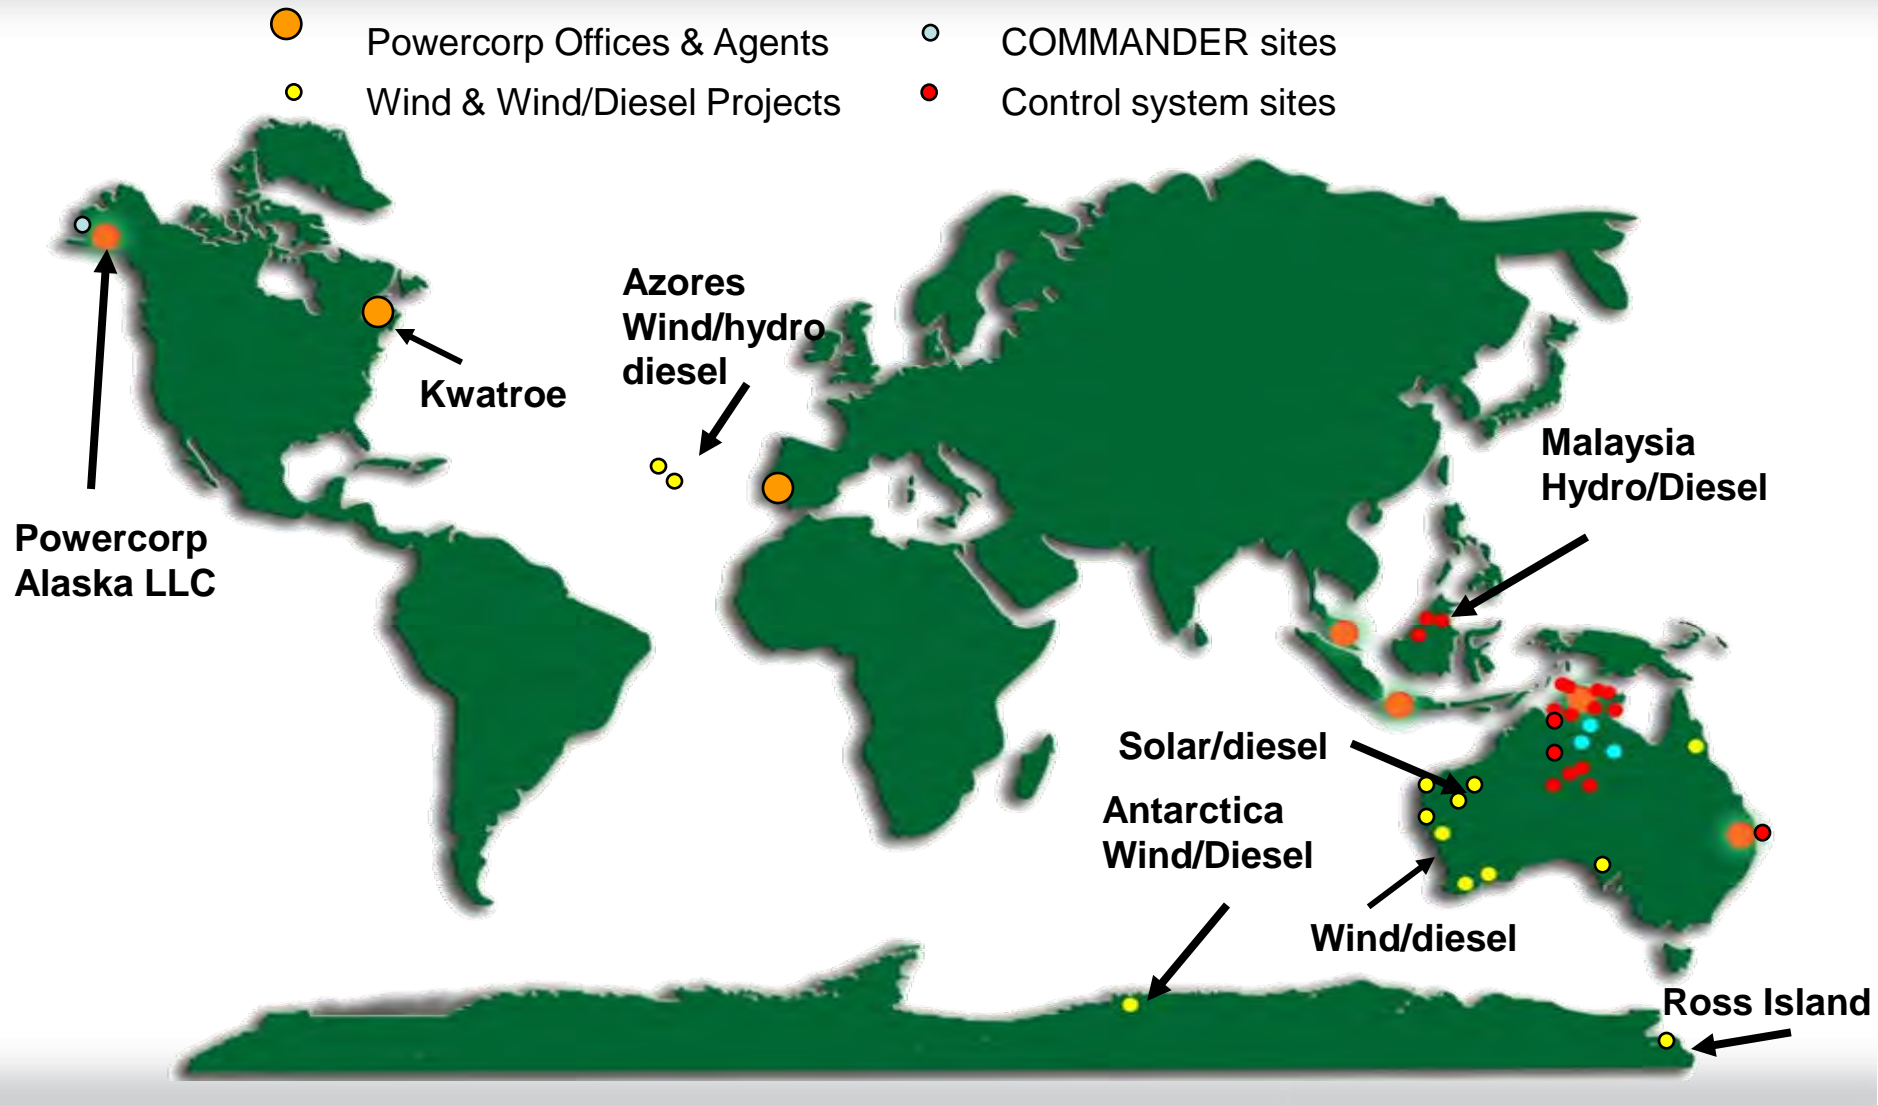 Powercorp Offices & Agents
COMMANDER sites
Wind & Wind/Diesel Projects
Control system sites
Azores
Wind/hydro
diesel
Kwatroe
Malaysia
Hydro/Diesel
Powercorp
Alaska LLC
Solar/diesel
Antarctica
Wind/Diesel
Wind/diesel
Ross Island